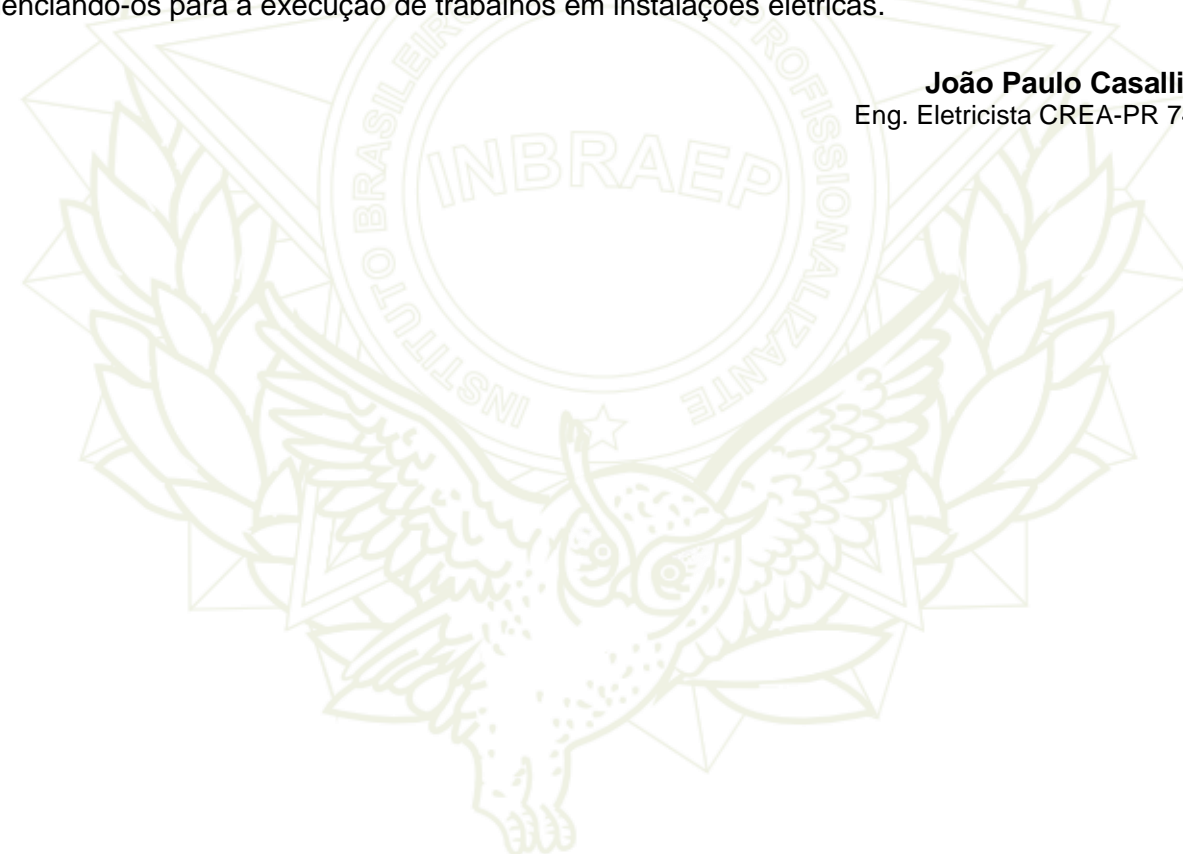 enciando-os para a execução de trabalhos em instalações elétricas.
João Paulo Casalli
Eng. Eletricista CREA-PR 74
INBRAEP
INSTITUTO BRASILEIRO
PROFISSIONALIZANTE